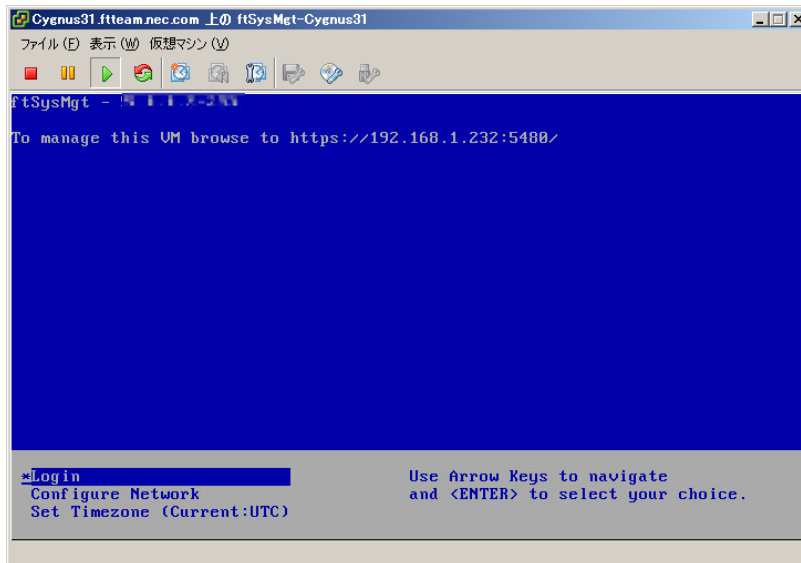 Cygnus31.ftteam.nec.com 上の ftSysMgt-Cygnus31
ファイル(F) 表示(W) 仮想マシン(V)
ftSysMgt -
To manage this VM browse to https://192.168.1.232:5480/
*Login
Use Arrow Keys to navigate
Configure Network
and <ENTER> to select your choice.
Set Timezone (Current:UTC)